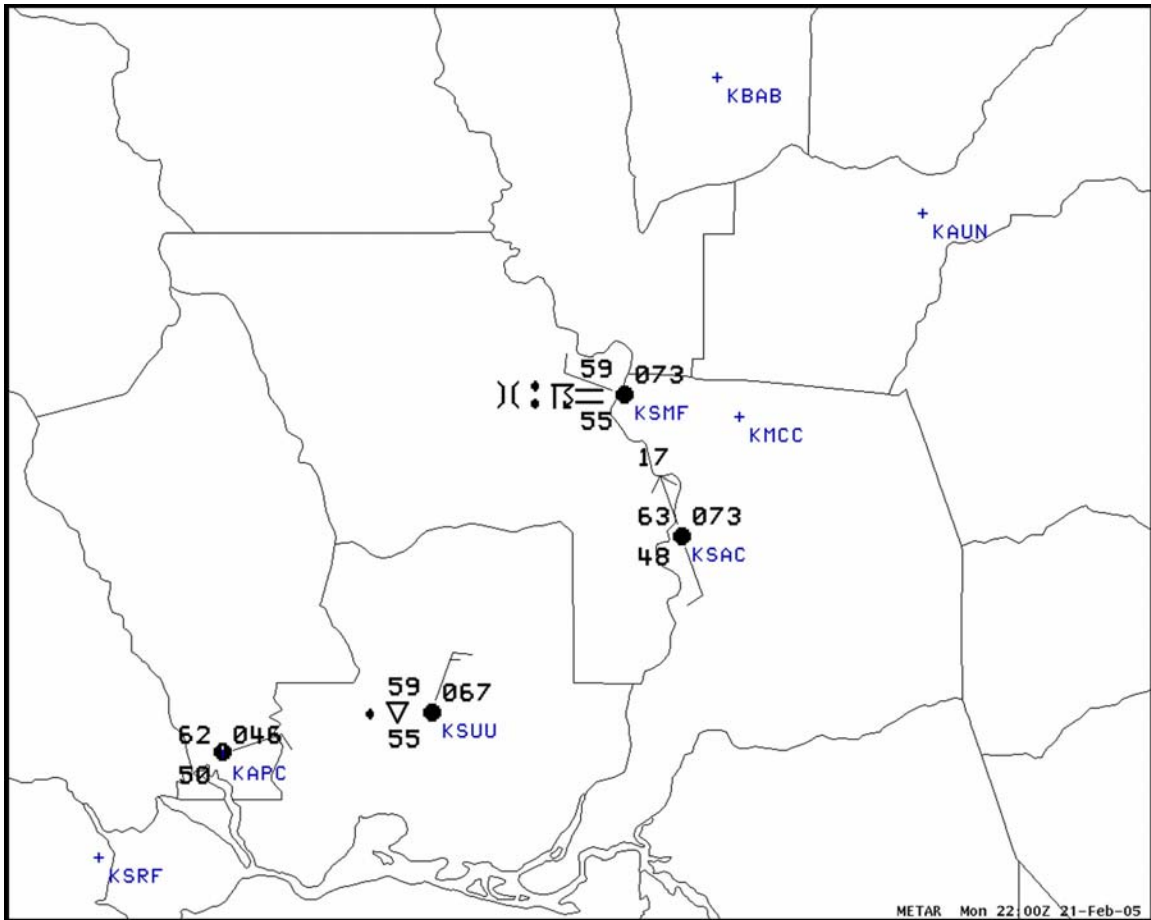 KBAB
KAUN
59 073
KSMF
55
KMCC
17
63 073
48 KSAC
59 067
55 KSUU
62 046
50 KAPC
KSRF
METAR Mon 22:00Z 21-Feb-05